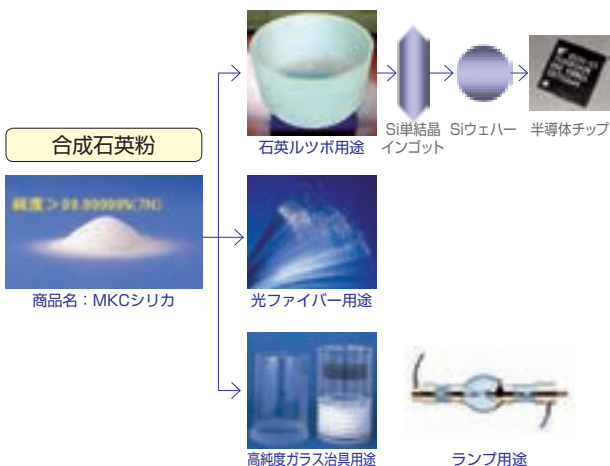 合成石英粉
純度＞99.99999%(7N)
商品名：MKCシリカ
石英ルツボ用途
Si単結晶
インゴット
Siウェハー
半導体チップ
光ファイバー用途
高純度ガラス治具用途
ランプ用途